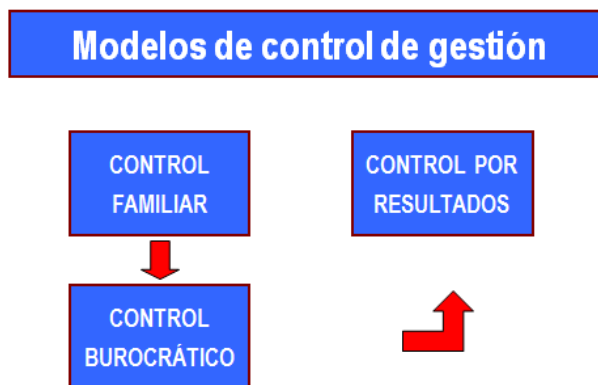 Modelos de control de gestión
CONTROL
FAMILIAR
CONTROL POR
RESULTADOS
CONTROL
BUROCRÁTICO